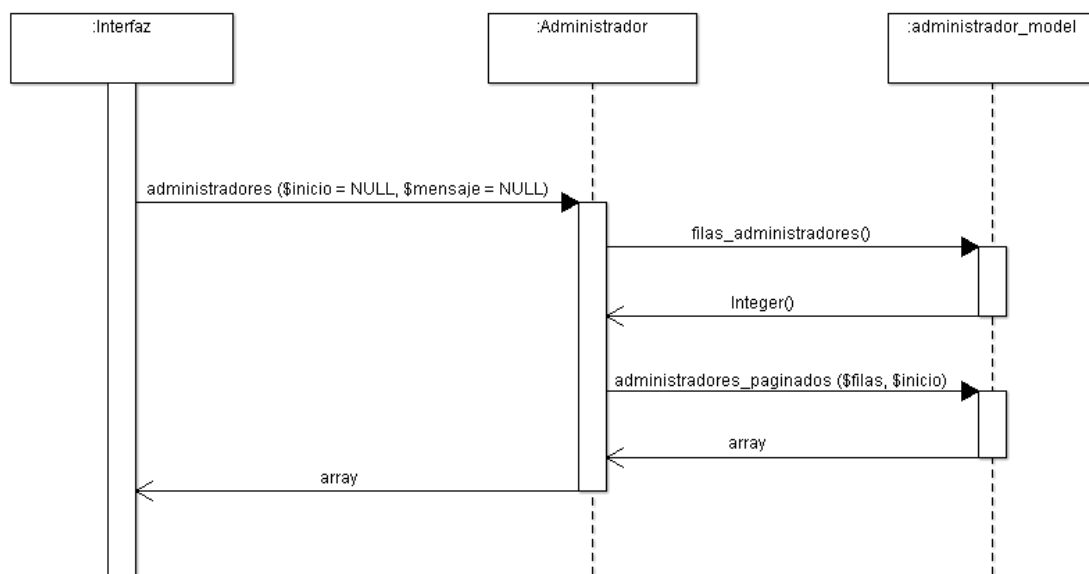 :Interfaz
:Administrador
:administrador_model
administradores ($inicio = NULL, $mensaje = NULL)
filas_administradores()
Integer()
administradores_paginados ($filas, $inicio)
array
array